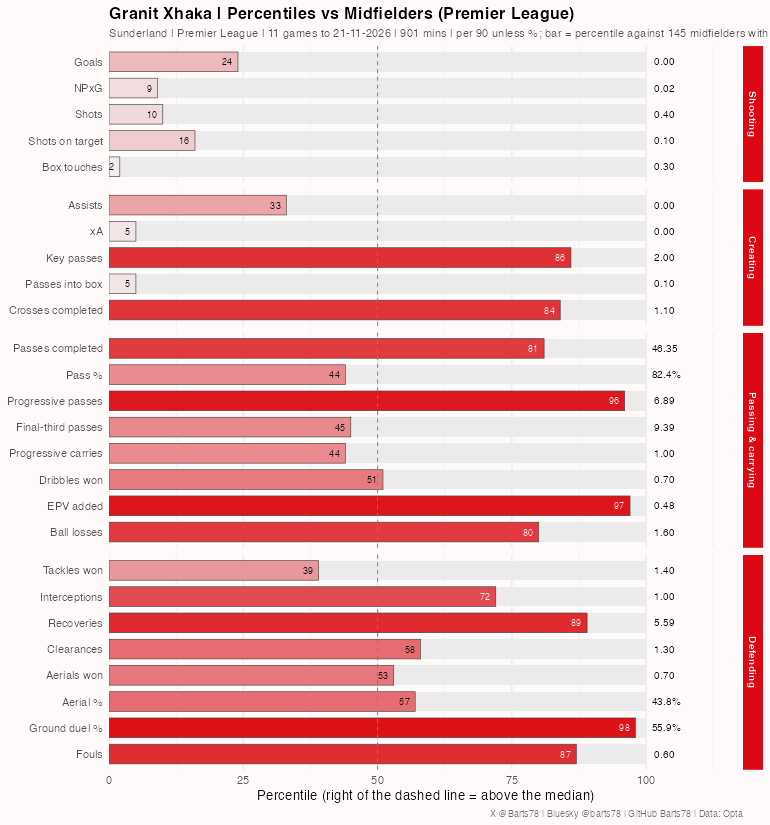 Granit Xhaka | Percentiles vs Midfielders (Premier League)
Sunderland | Premier League | 11 games to 21-11-2026 | 901 mins | per 90 unless %; bar = percentile against 145 midfielders with
Goals 24 0.00
NPxG 9 0.02
Shots 10 0.40
Shots on target 16 0.10
Box touches 2 0.30
Shooting
Assists 33 0.00
xA 5 0.00
Key passes 86 2.00
Passes into box 5 0.10
Crosses completed 84 1.10
Creating
Passes completed 81 46.35
Pass % 44 82.4%
Progressive passes 96 6.89
Final-third passes 45 9.39
Progressive carries 44 1.00
Dribbles won 51 0.70
EPV added 97 0.48
Ball losses 80 1.60
Passing & carrying
Tackles won 39 1.40
Interceptions 72 1.00
Recoveries 89 5.59
Clearances 58 1.30
Aerials won 53 0.70
Aerial % 57 43.8%
Ground duel % 98 55.9%
Fouls 87 0.60
Defending
0 25 50 75 100
Percentile (right of the dashed line = above the median)
X @Barts78 | Bluesky @barts78 | GitHub Barts78 | Data: Opta